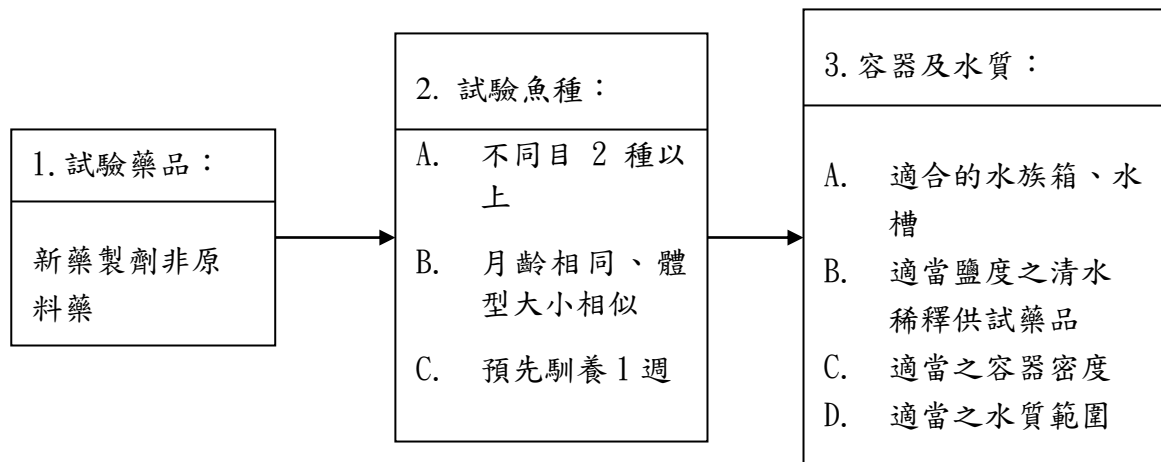 1.試驗藥品：
新藥製劑非原
料藥
2. 試驗魚種：
A. 不同目 2 種以
上
B. 月齡相同、體
型大小相似
C. 預先馴養1週
3.容器及水質：
A. 適合的水族箱、水
槽
B. 適當鹽度之清水
稀釋供試藥品
C. 適當之容器密度
D. 適當之水質範圍